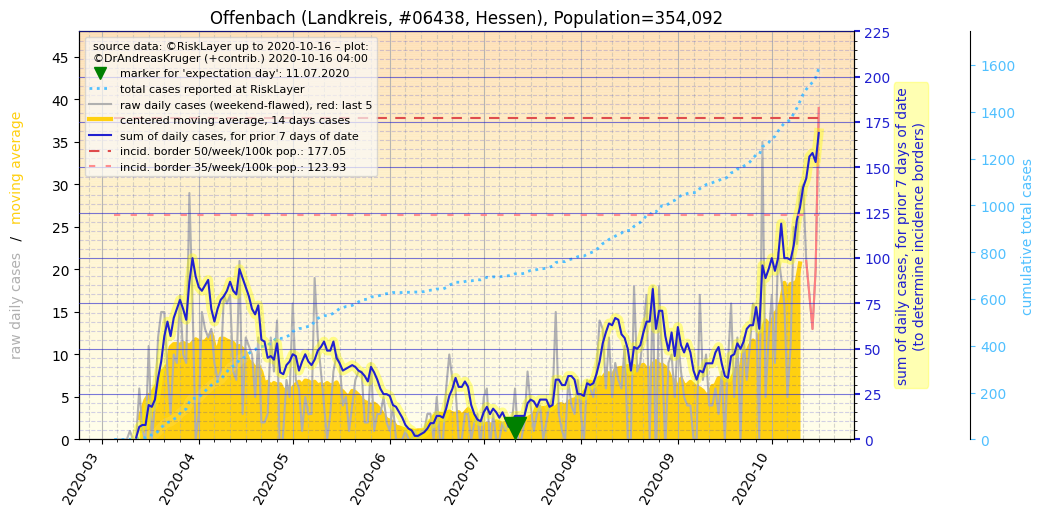 Offenbach (Landkreis, #06438, Hessen), Population=354,092
source data: ©RiskLayer up to 2020-10-16 – plot:
©DrAndreasKruger (+contrib.) 2020-10-16 04:00
marker for 'expectation day': 11.07.2020
total cases reported at RiskLayer
raw daily cases (weekend-flawed), red: last 5
centered moving average, 14 days cases
sum of daily cases, for prior 7 days of date
incid. border 50/week/100k pop.: 177.05
incid. border 35/week/100k pop.: 123.93
raw daily cases / moving average
45
40
35
30
25
20
15
10
5
0
2020-03
2020-04
2020-05
2020-06
2020-07
2020-08
2020-09
2020-10
225
200
175
150
125
100
75
50
25
0
sum of daily cases, for prior 7 days of date
(to determine incidence borders)
1600
1400
1200
1000
800
600
400
200
0
cumulative total cases